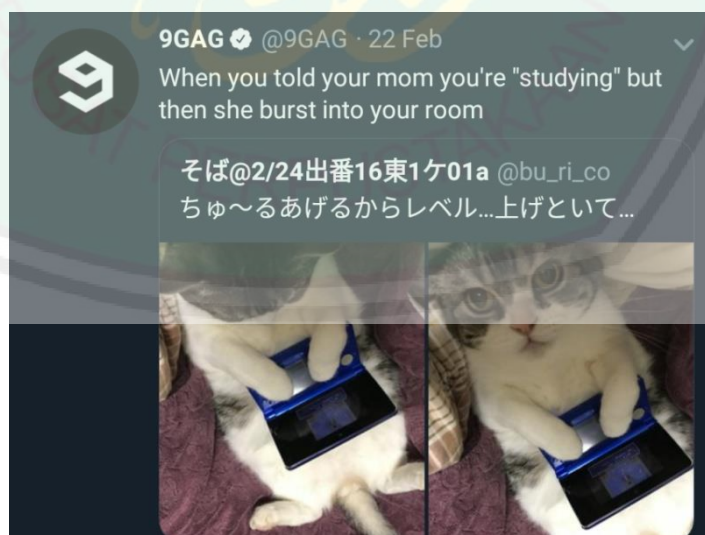 9GAG @9GAG · 22 Feb
When you told your mom you're "studying" but
then she burst into your room
そば@2/24出番16東1ケ01a @bu_ri_co
ちゅ〜るあげるからレベル...上げといて...